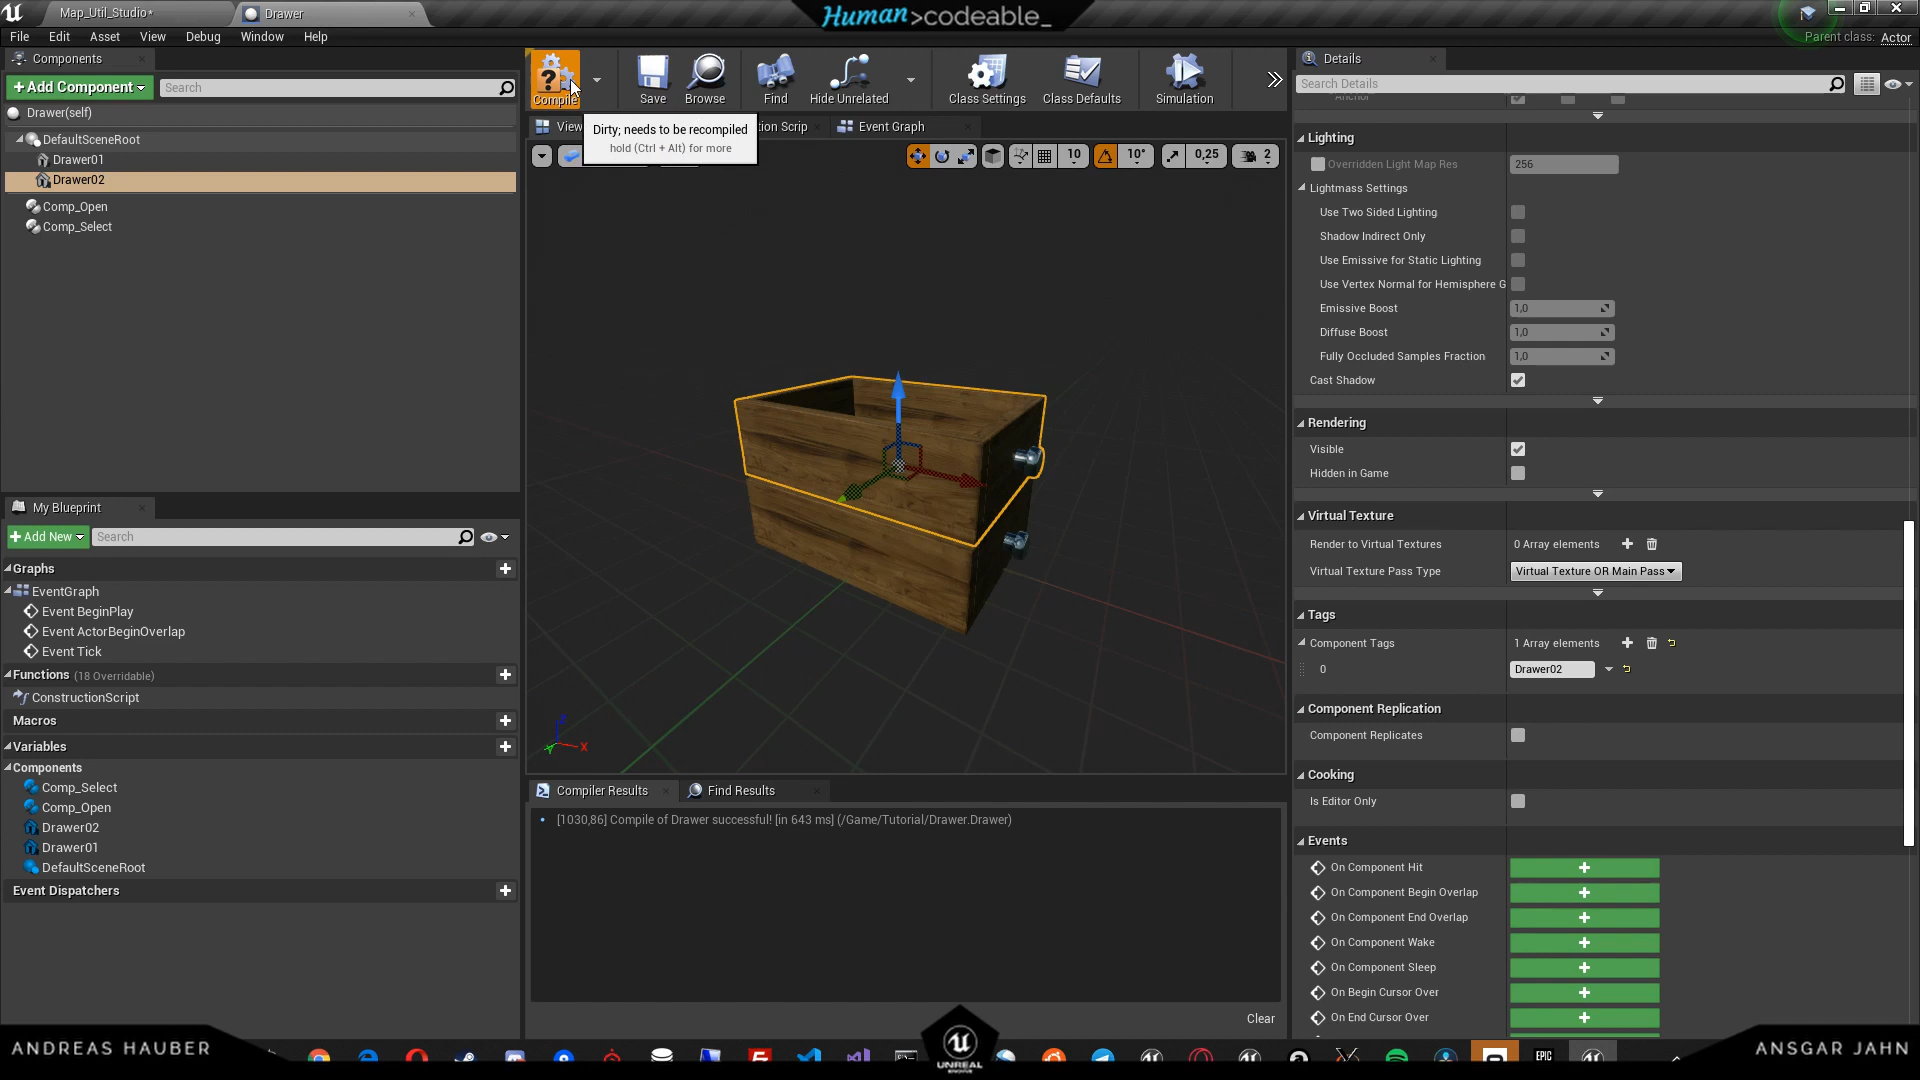 Map_Util_Studio*
Drawer
Human>codeable_
File
Edit
Asset
View
Debug
Window
Help
Parent class: Actor
Components
+ Add Component
Search
Drawer(self)
DefaultSceneRoot
Drawer01
Drawer02
Comp_Open
Comp_Select
Compile
Save
Browse
Find
Hide Unrelated
Class Settings
Class Defaults
Simulation
View
tion Scrip
Event Graph
Dirty; needs to be recompiled
hold (Ctrl + Alt) for more
10
10°
0,25
2
X
My Blueprint
+ Add New
Search
Graphs
EventGraph
Event BeginPlay
Event ActorBeginOverlap
Event Tick
Functions (18 Overridable)
ConstructionScript
Macros
Variables
Components
Comp_Select
Comp_Open
Drawer02
Drawer01
DefaultSceneRoot
Event Dispatchers
Compiler Results
Find Results
[1030,86] Compile of Drawer successful! [in 643 ms] (/Game/Tutorial/Drawer.Drawer)
Clear
Details
Search Details
Lighting
Overridden Light Map Res
256
Lightmass Settings
Use Two Sided Lighting
Shadow Indirect Only
Use Emissive for Static Lighting
Use Vertex Normal for Hemisphere G
Emissive Boost
1,0
Diffuse Boost
1,0
Fully Occluded Samples Fraction
1,0
Cast Shadow
Rendering
Visible
Hidden in Game
Virtual Texture
Render to Virtual Textures
0 Array elements
Virtual Texture Pass Type
Virtual Texture OR Main Pass
Tags
Component Tags
1 Array elements
0
Drawer02
Component Replication
Component Replicates
Cooking
Is Editor Only
Events
On Component Hit
On Component Begin Overlap
On Component End Overlap
On Component Wake
On Component Sleep
On Begin Cursor Over
On End Cursor Over
ANDREAS HAUBER
UNREAL
ENGINE
EPIC
ANSGAR JAHN